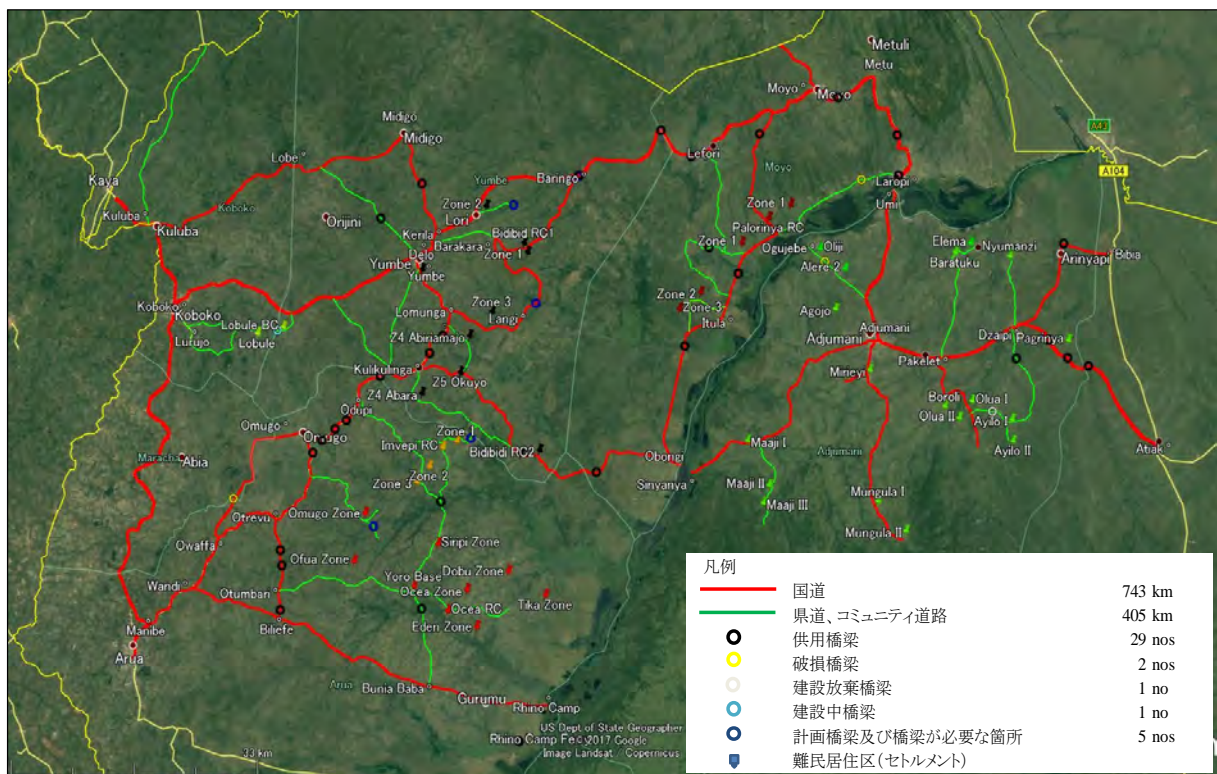 Metuli
Metu
Moyo
Moyo
Midigo
Midigo
A43
A104
Lobe
Lefori
Kaya
Koboko
Yumbe
Baringo
Moyo
Laropi
Umi
Kuluba
Kuluba
Orijini
Zone 2
Lori
Zone 1
Palorinya RC
Kerila
Bidibid RC1
Barakara
Zone 1
Delo
Yumbe
Yumbe
Zone 1
Ogujebe
Oliji
Alere 2
Elema
Nyumanzi
Baratuku
Arinyapi
Bibia
Koboko
Koboko
Zone 3
Lomunga
Langi
Zone 2
Zone 3
Itula
Agojo
Lobule BC
Lurujo
Lobule
Z4 Abirinamajo
Adjumani
Adjumani
Dzaipi
Pagrinya
Pakelet
Kulikulinga
Z5 Okuyo
Z4 Abara
Mireyi
Odupi
Boroli
Olua I
Olua II
Ayilo I
Ayilo II
Omugo
Omugo
Zone 1
Imvepi RC
Bidibidi RC2
Zone 2
Zone 3
Maracha
Abia
Obongi
Sinyanya
Maaji I
Adjumani
Atiak
Maaji II
Maaji III
Mungula I
Mungula II
Otrevu
Omugo Zone
Owaffa
Ofua Zone
Siripi Zone
Wandi
Otumbari
Yoro Base
Dobu Zone
Ocea Zone
Ocea RC
Tika Zone
Eden Zone
Manibe
Biliefe
Arua
Arua
Bunia Baba
Gurumu
Rhino Camp
33 km
US Dept of State Geographer
Rhino Camp
© 2017 Google
Image Landsat / Copernicus
凡例
国道 743 km
県道、コミュニティ道路 405 km
供用橋梁 29 nos
破損橋梁 2 nos
建設放棄橋梁 1 no
建設中橋梁 1 no
計画橋梁及び橋梁が必要な箇所 5 nos
難民居住区(セトルメント)